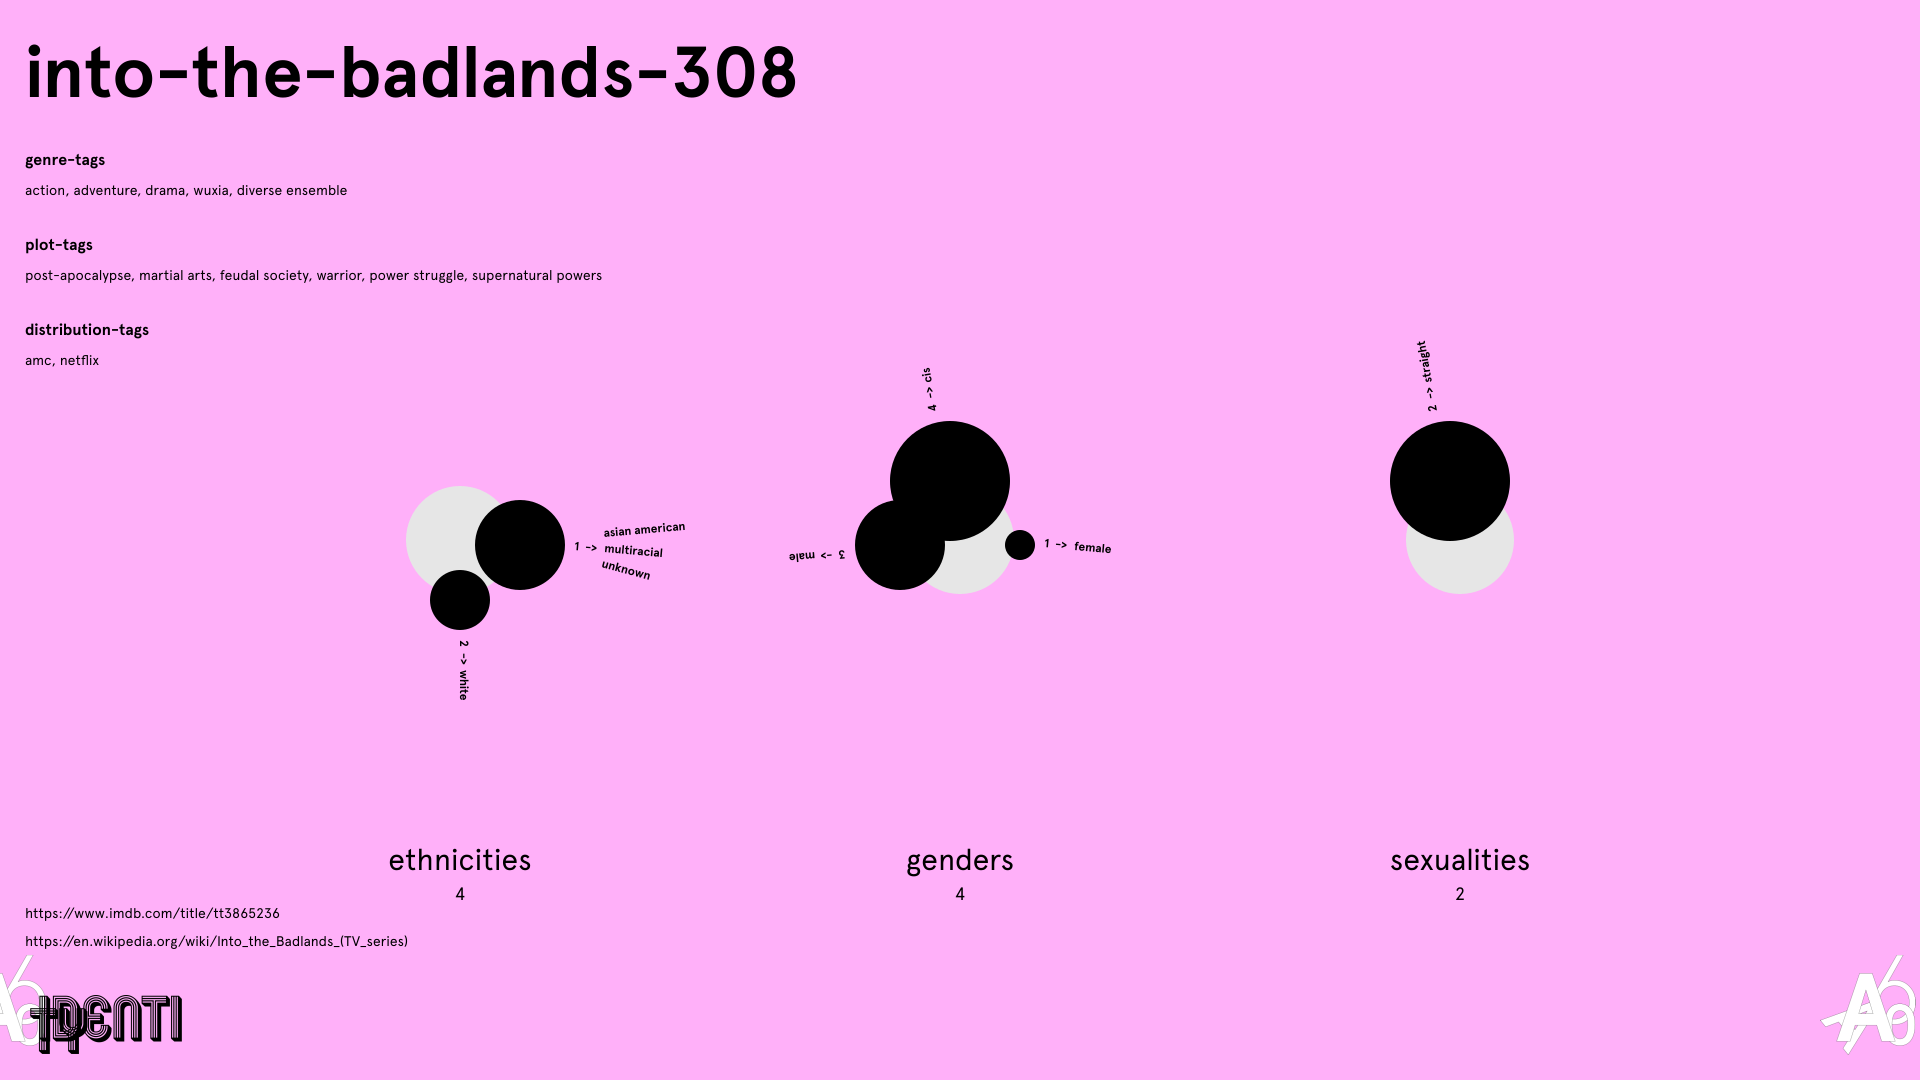 into-the-badlands-308
genre-tags
action, adventure, drama, wuxia, diverse ensemble
plot-tags
post-apocalypse, martial arts, feudal society, warrior, power struggle, supernatural powers
distribution-tags
amc, netflix
1 -> asian american
multiracial
unknown
2 -> white
4 -> cis
3 -> male
1 -> female
2 -> straight
ethnicities
4
genders
4
sexualities
2
https://www.imdb.com/title/tt3865236
https://en.wikipedia.org/wiki/Into_the_Badlands_(TV_series)
IDENTI